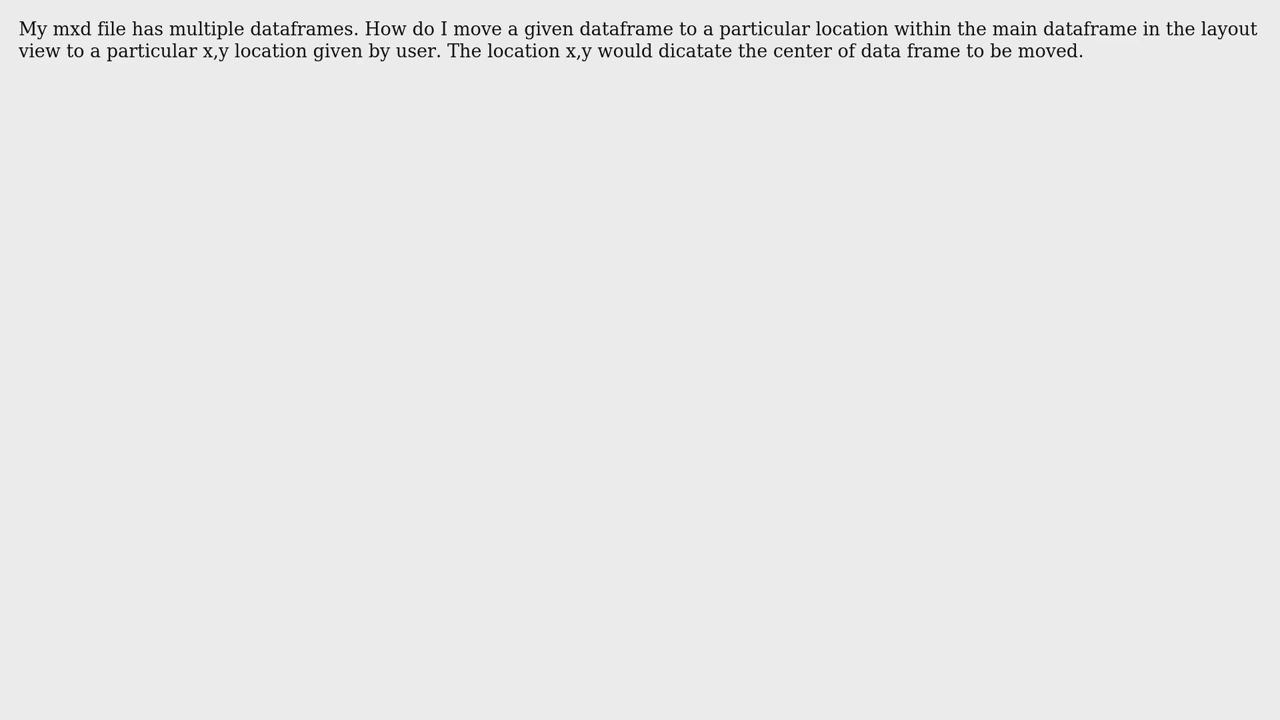 My mxd file has multiple dataframes. How do I move a given dataframe to a particular location within the main dataframe in the layout
view to a particular x,y location given by user. The location x,y would dicatate the center of data frame to be moved.